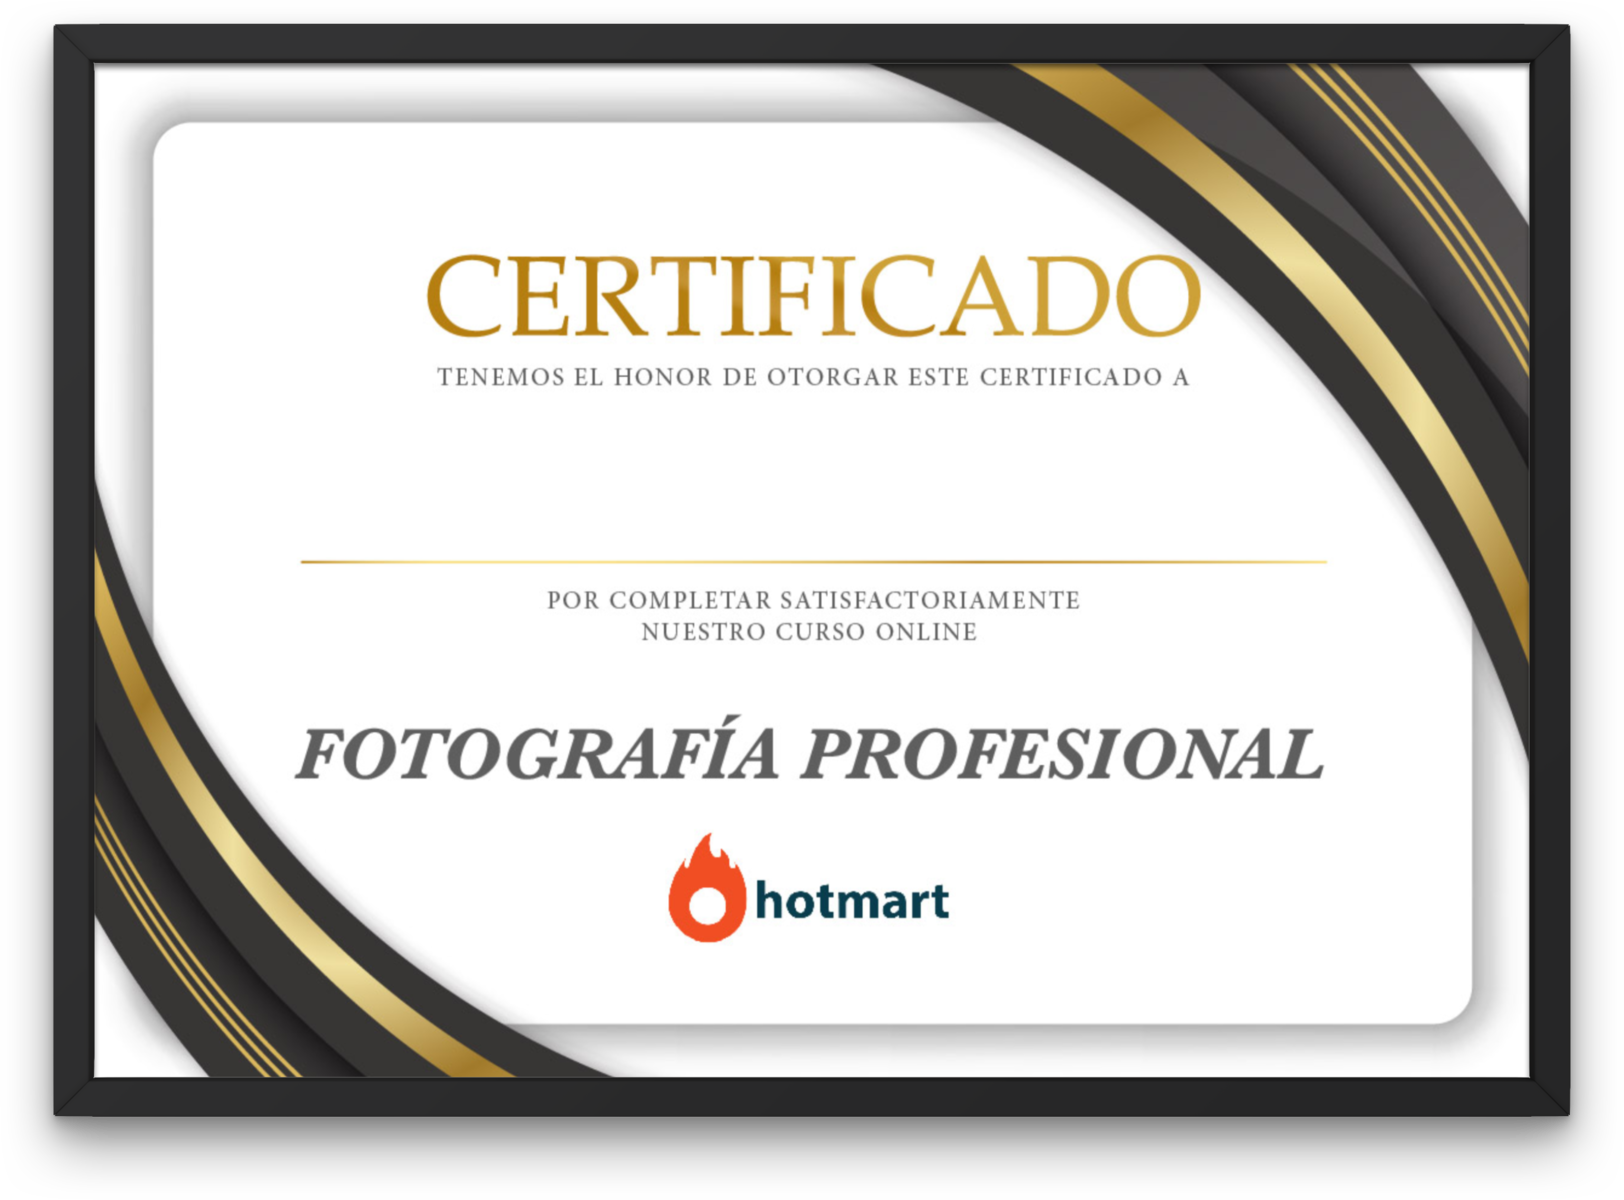 CERTIFICADO
TENEMOS EL HONOR DE OTORGAR ESTE CERTIFICADO A
POR COMPLETAR SATISFACTORIAMENTE
NUESTRO CURSO ONLINE
FOTOGRAFÍA PROFESIONAL
hotmart